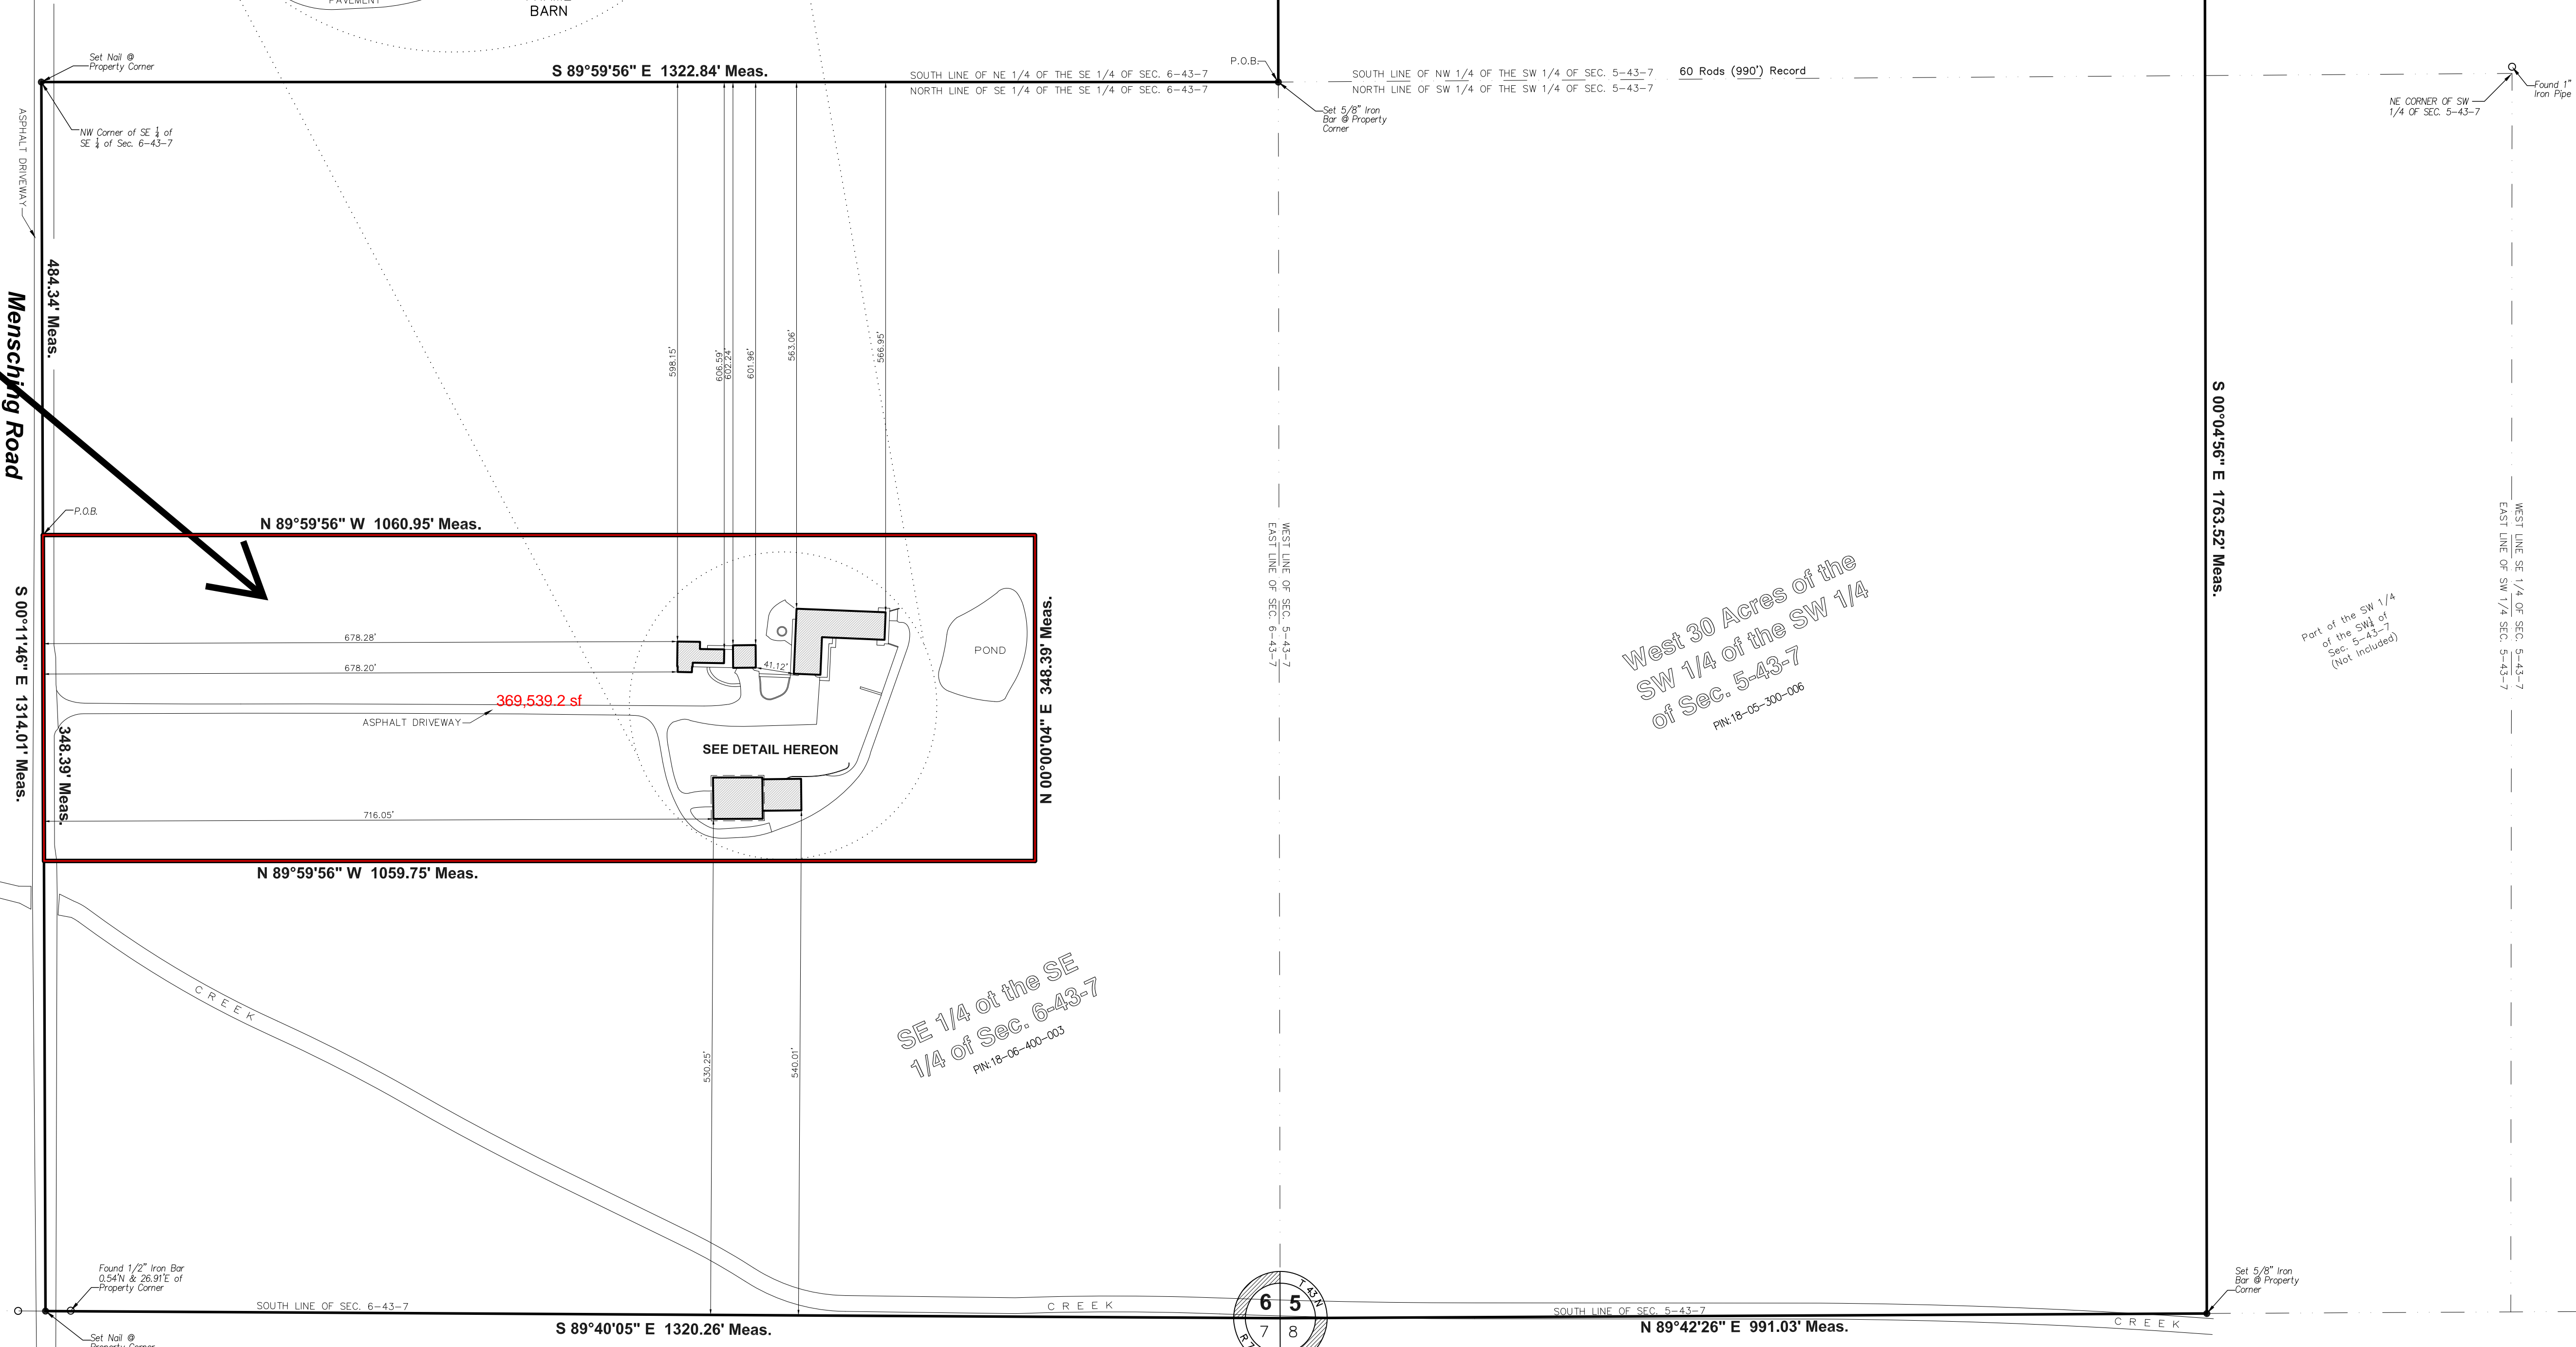 PAVEMENT
BARN
Set Nail @
Property Corner
S 89°59'56" E 1322.84' Meas.
SOUTH LINE OF NE 1/4 OF THE SE 1/4 OF SEC. 6-43-7
NORTH LINE OF SE 1/4 OF THE SE 1/4 OF SEC. 6-43-7
P.O.B.
SOUTH LINE OF NW 1/4 OF THE SW 1/4 OF SEC. 5-43-7
NORTH LINE OF SW 1/4 OF THE SW 1/4 OF SEC. 5-43-7
60 Rods (990') Record
Found 1"
Iron Pipe
NE CORNER OF SW
1/4 OF SEC. 5-43-7
Set 5/8" Iron
Bar @ Property
Corner
NW Corner of SE 1/4 of
SE 1/4 of Sec. 6-43-7
ASPHALT DRIVEWAY
484.34' Meas.
Mensching Road
598.15'
606.59'
602.24'
601.96'
563.06'
566.95'
S 00°04'56" E 1763.52' Meas.
P.O.B.
N 89°59'56" W 1060.95' Meas.
WEST LINE OF SEC. 5-43-7
EAST LINE OF SEC. 6-43-7
WEST LINE SE 1/4 OF SEC. 5-43-7
EAST LINE OF SW 1/4 SEC. 5-43-7
West 30 Acres of the
SW 1/4 of the SW 1/4
of Sec. 5-43-7
PIN: 18-05-300-006
Part of the SW 1/4
of the SW1/4 of
Sec. 5-43-7
(Not Included)
S 00°11'46" E 1314.01' Meas.
348.39' Meas.
678.28'
678.20'
41.12'
POND
N 00°00'04" E 348.39' Meas.
369,539.2 sf
ASPHALT DRIVEWAY
SEE DETAIL HEREON
716.05'
N 89°59'56" W 1059.75' Meas.
CREEK
SE 1/4 ot the SE
1/4 of Sec. 6-43-7
PIN: 18-06-400-003
530.25'
540.01'
Found 1/2" Iron Bar
0.54'N & 26.91'E of
Property Corner
SOUTH LINE OF SEC. 6-43-7
S 89°40'05" E 1320.26' Meas.
CREEK
T 43 N
6 5
7 8
R 7
SOUTH LINE OF SEC. 5-43-7
N 89°42'26" E 991.03' Meas.
CREEK
Set 5/8" Iron
Bar @ Property
Corner
Set Nail @
Property Corner